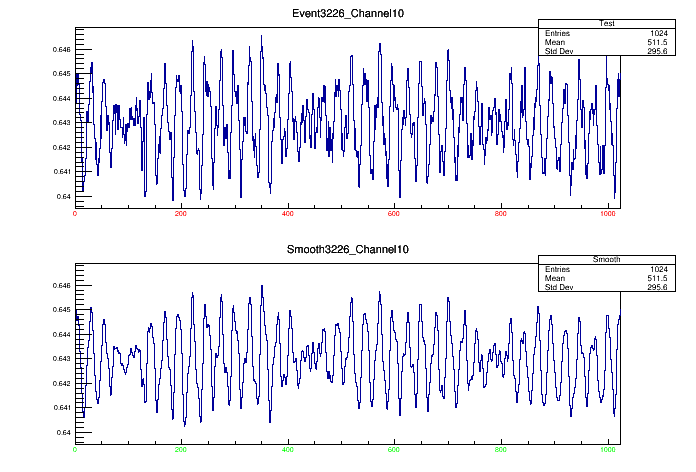 Event3226_Channel10
Test
Entries 1024
Mean 511.5
Std Dev 295.6
0.646
0.645
0.644
0.643
0.642
0.641
0.64
0 200 400 600 800 1000
Smooth3226_Channel10
Smooth
Entries 1024
Mean 511.5
Std Dev 295.6
0.646
0.645
0.644
0.643
0.642
0.641
0.64
0 200 400 600 800 1000